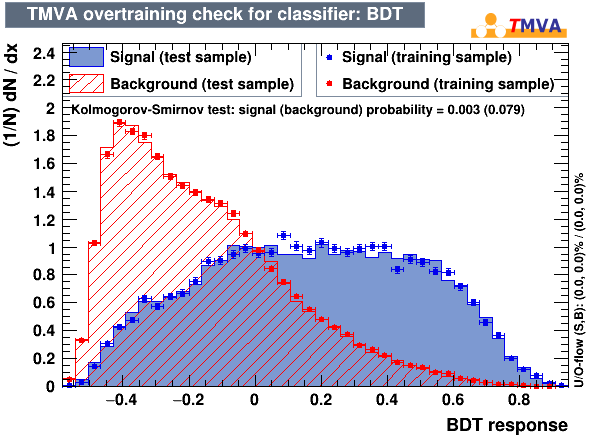 TMVA overtraining check for classifier: BDT
TMVA
(1/N) dN / dx
Signal (test sample)
Background (test sample)
Signal (training sample)
Background (training sample)
Kolmogorov-Smirnov test: signal (background) probability = 0.003 (0.079)
2.4
2.2
2
1.8
1.6
1.4
1.2
1
0.8
0.6
0.4
0.2
0
−0.4
−0.2
0
0.2
0.4
0.6
0.8
BDT response
U/O-flow (S,B): (0.0, 0.0)% / (0.0, 0.0)%